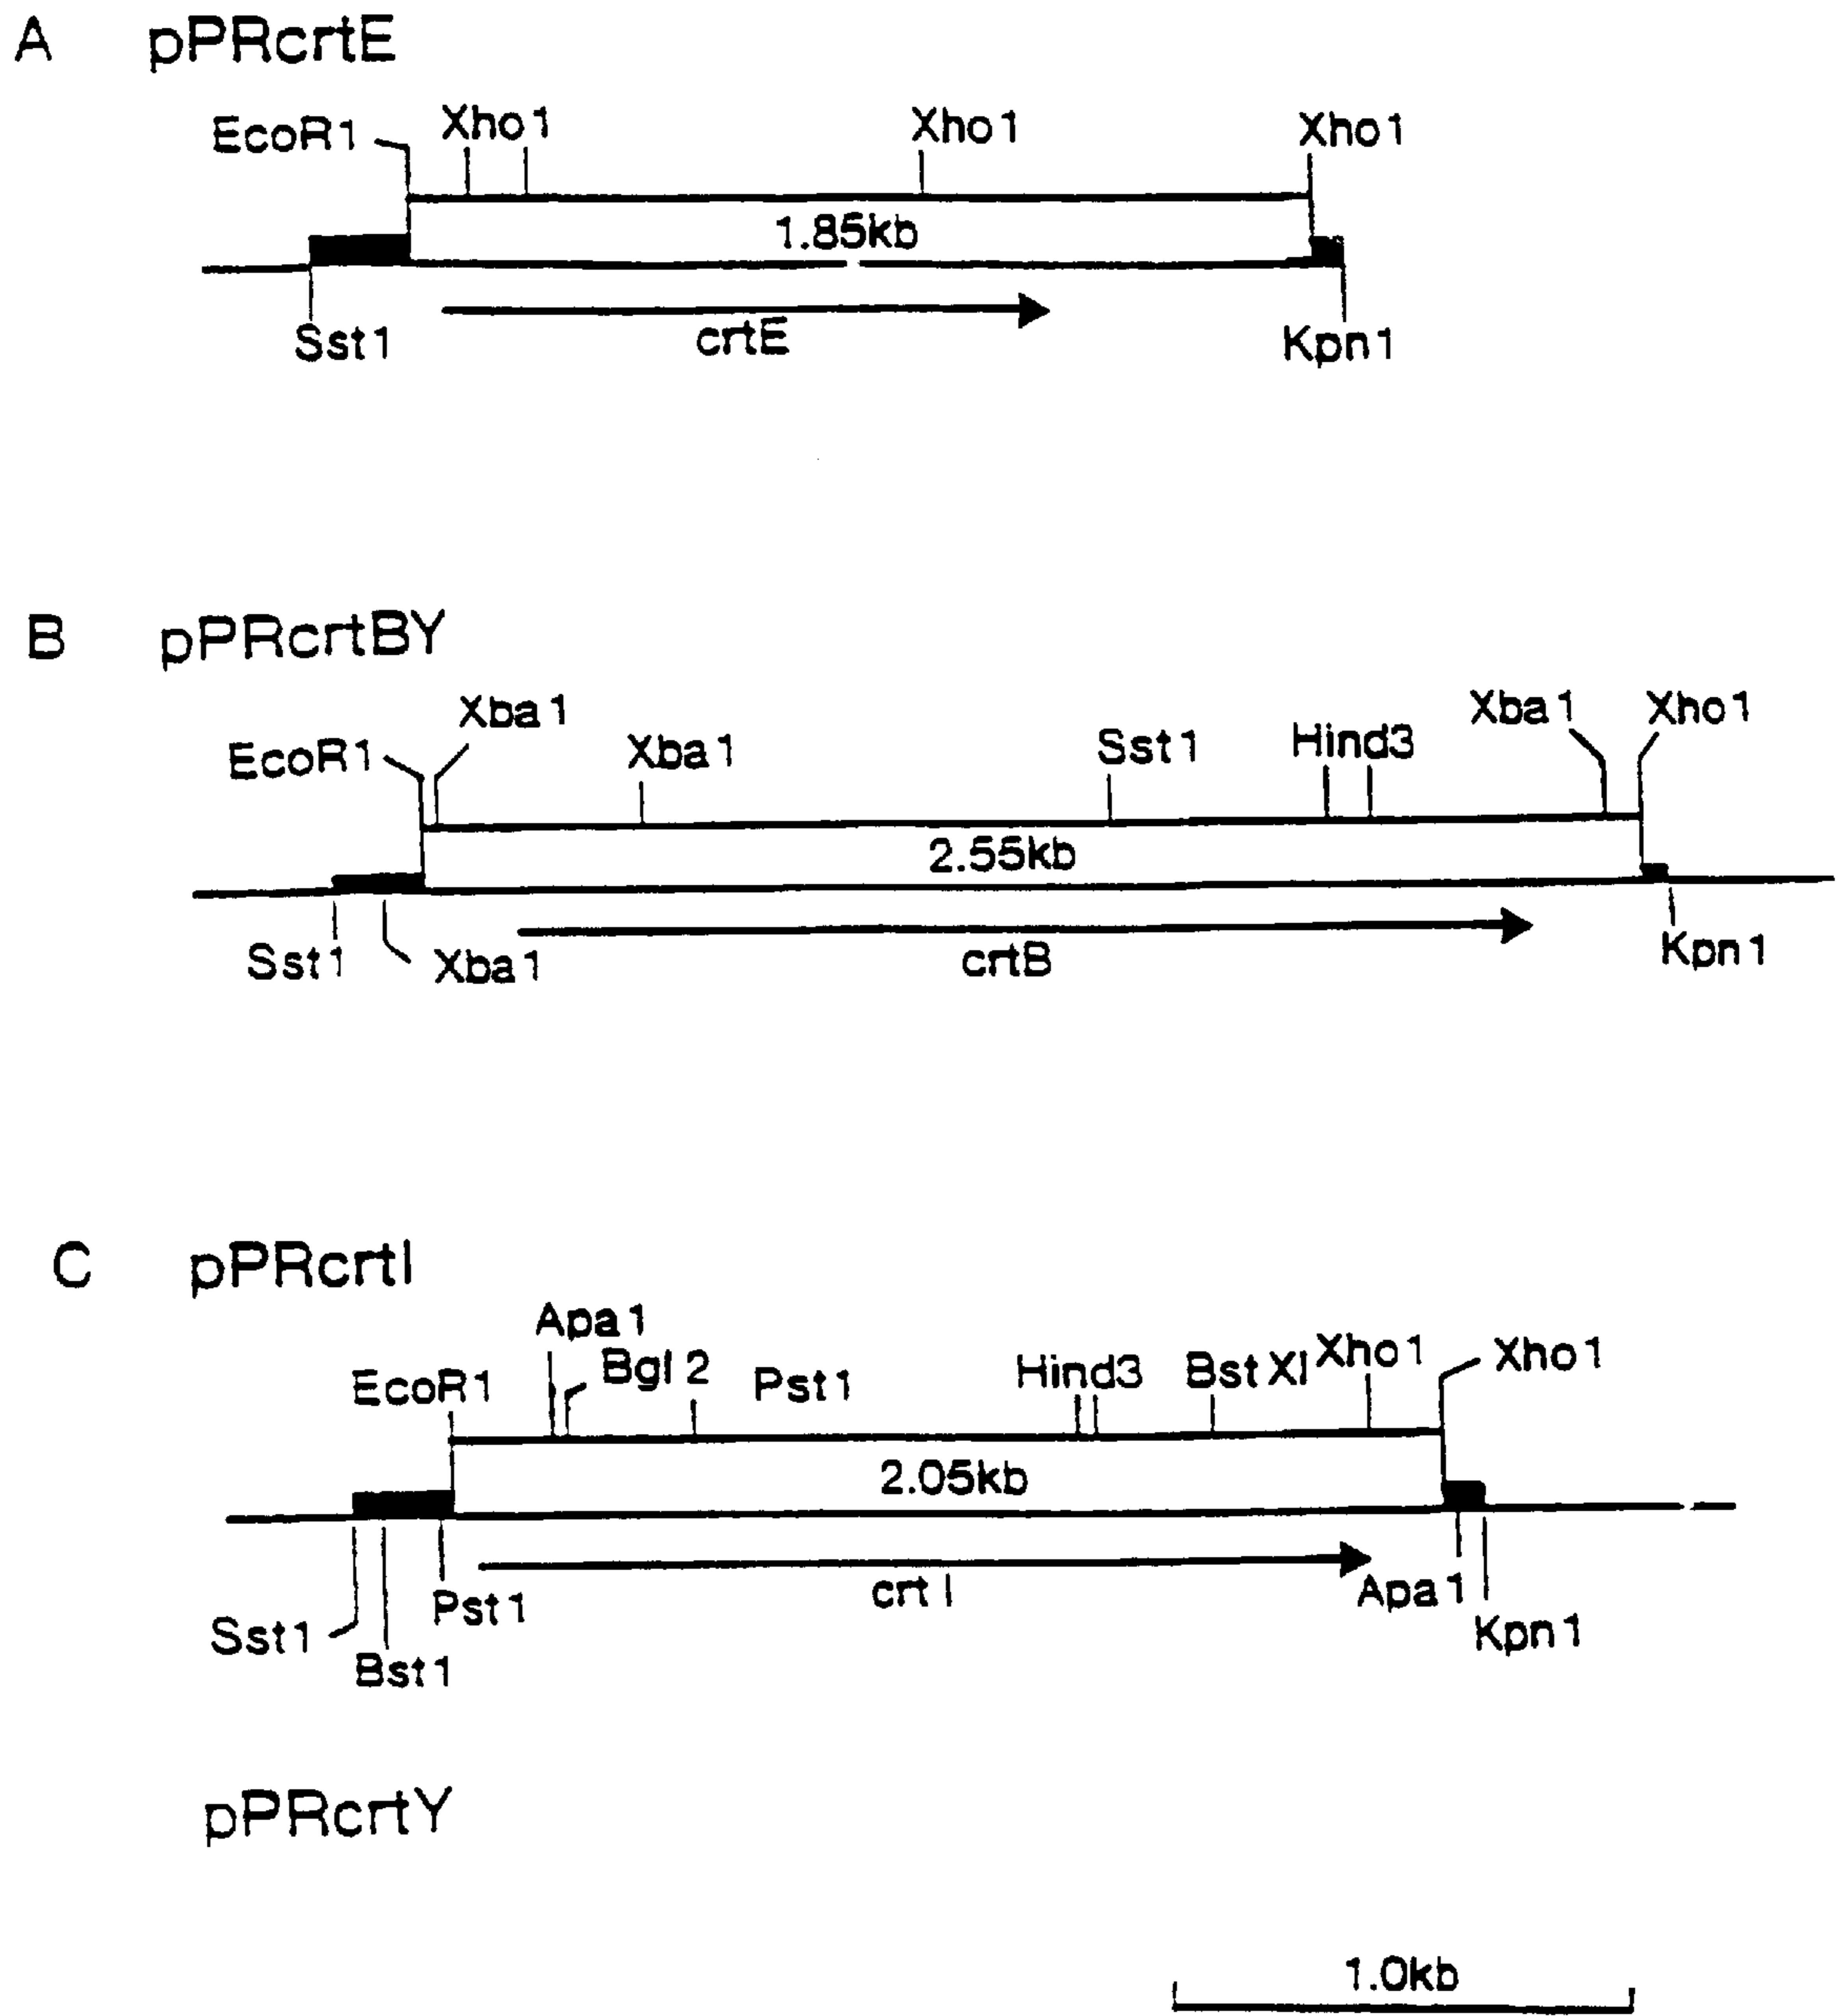 A pPRcrtE
EcoR1 Xho1 Xho1 Xho1
1.85kb
crtE
Sst1 Kpn1
B pPRcrtBY
EcoR1 Xba1 Xba1 Sst1 Hind3 Xba1 Xho1
2.55kb
Sst1 Xba1 crtB Kpn1
C pPRcrtI
EcoR1 Apa1 Bgl 2 Pst1 Hind3 Bst XI Xho1 Xho1
2.05kb
Sst1 Bst1 Pst1 crt I Apa1 Kpn1
pPRcrtY
1.0kb